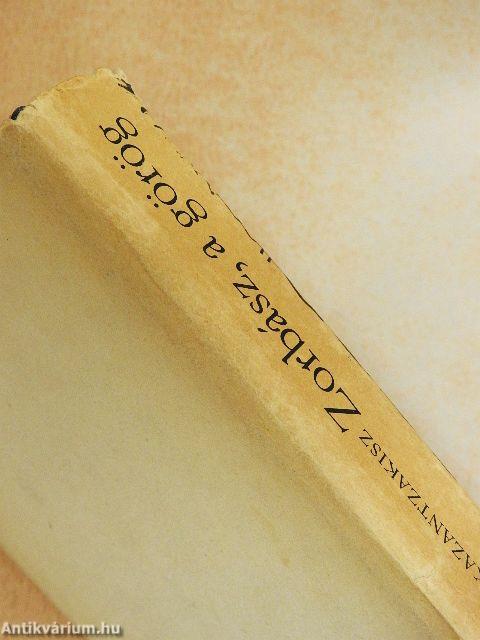 KAZANTZAKISZ Zorbász, a görög
Antikvárium.hu